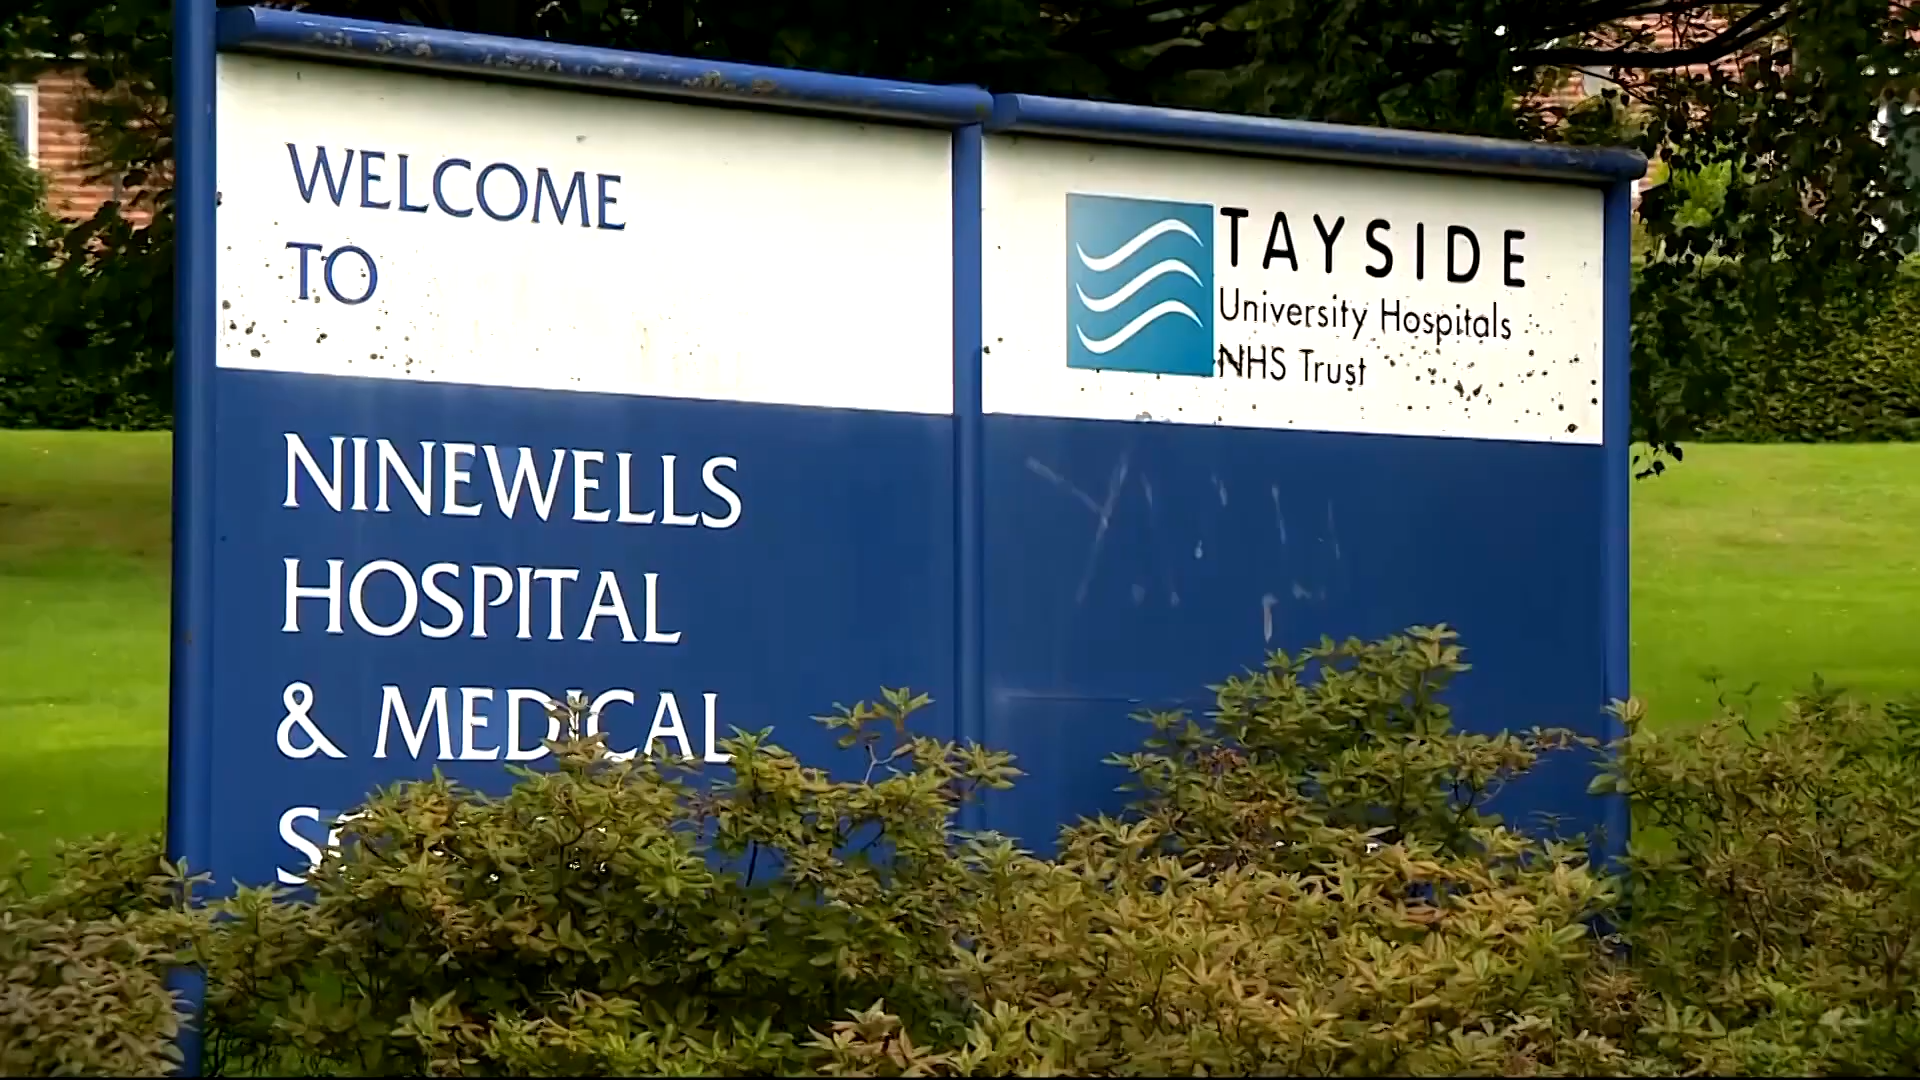 WELCOME
TO
NINEWELLS
HOSPITAL
& MEDICAL
TAYSIDE
University Hospitals
NHS Trust